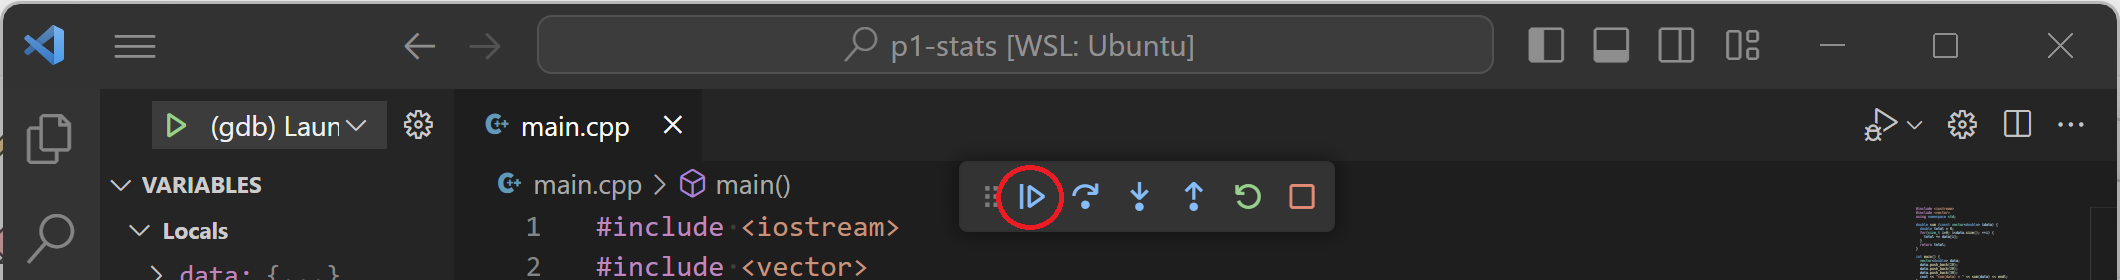 p1-stats [WSL: Ubuntu]
(gdb) Laun
main.cpp
VARIABLES
main.cpp > main()
Locals
1 #include <iostream>
data: {...}
2 #include <vector>